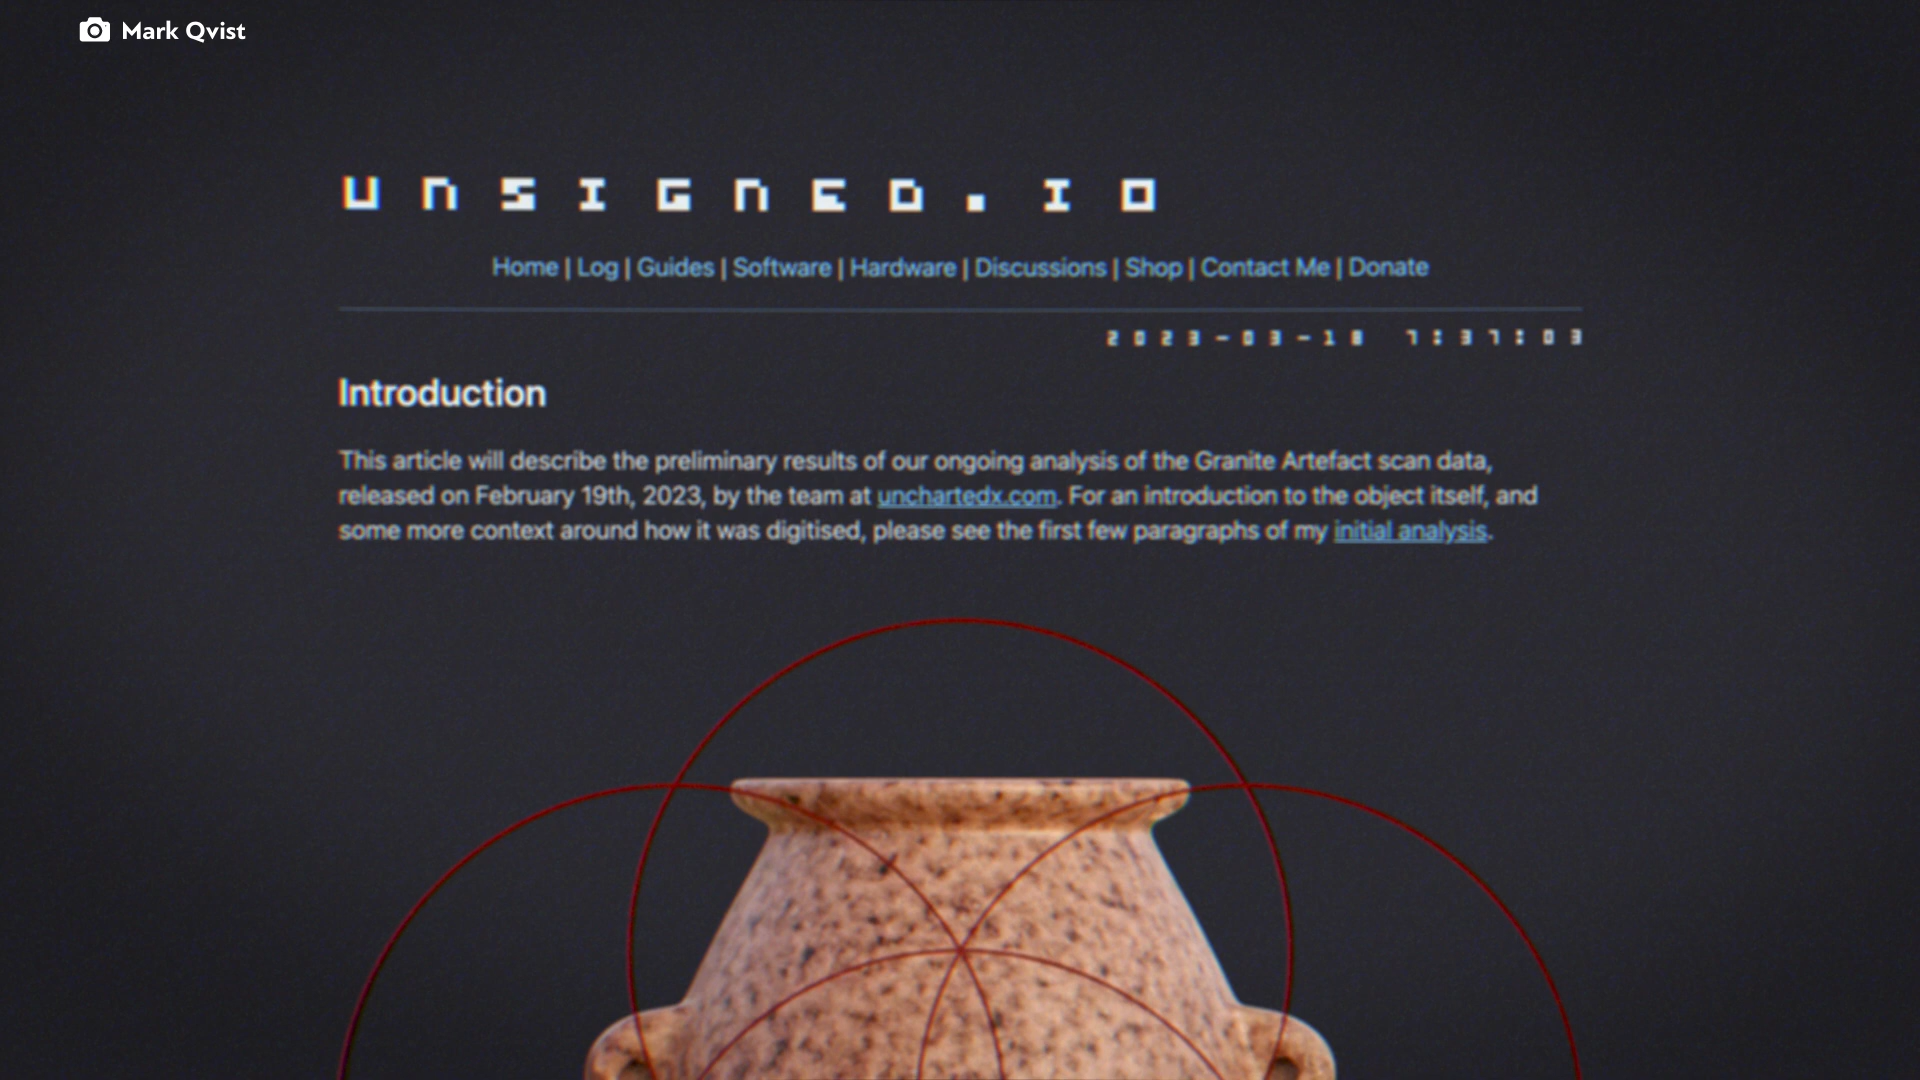 Mark Qvist
UNSIGNED.IO
Home | Log | Guides | Software | Hardware | Discussions | Shop | Contact Me | Donate
2023-03-18 7:37:03
Introduction
This article will describe the preliminary results of our ongoing analysis of the Granite Artefact scan data,
released on February 19th, 2023, by the team at unchartedx.com. For an introduction to the object itself, and
some more context around how it was digitised, please see the first few paragraphs of my initial analysis.